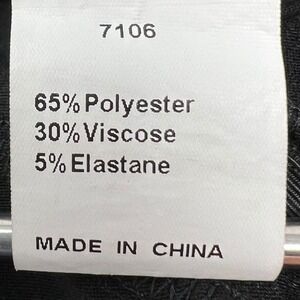 7106
65% Polyester
30% Viscose
5% Elastane
MADE IN CHINA